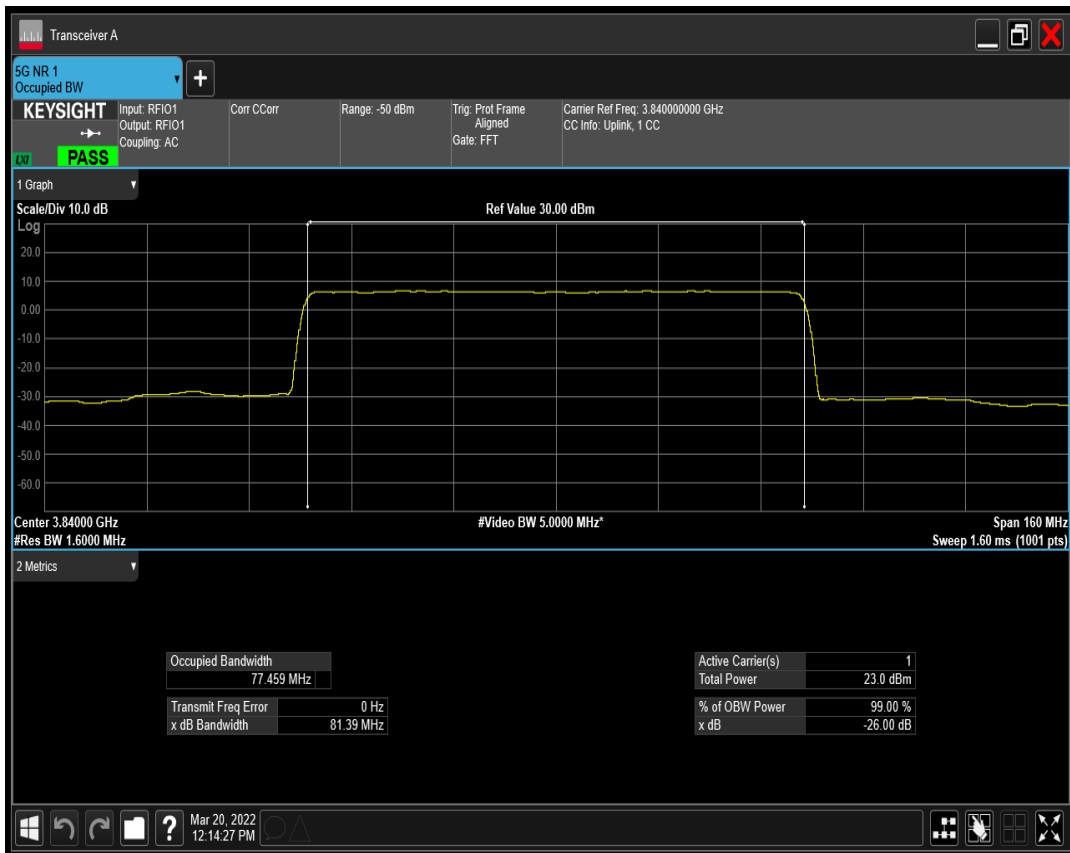 Transceiver A
5G NR 1
Occupied BW
KEYSIGHT
Input: RFIO1
Output: RFIO1
Coupling: AC
Corr CCorr
Range: -50 dBm
Trig: Prot Frame
Aligned
Gate: FFT
Carrier Ref Freq: 3.840000000 GHz
CC Info: Uplink, 1 CC
LXI
PASS
1 Graph
Scale/Div 10.0 dB
Ref Value 30.00 dBm
Log
20.0
10.0
0.00
-10.0
-20.0
-30.0
-40.0
-50.0
-60.0
Center 3.84000 GHz
#Video BW 5.0000 MHz*
Span 160 MHz
#Res BW 1.6000 MHz
Sweep 1.60 ms (1001 pts)
2 Metrics
Occupied Bandwidth
77.459 MHz
Transmit Freq Error 0 Hz
x dB Bandwidth 81.39 MHz
Active Carrier(s) 1
Total Power 23.0 dBm
% of OBW Power 99.00 %
x dB -26.00 dB
Mar 20, 2022
12:14:27 PM